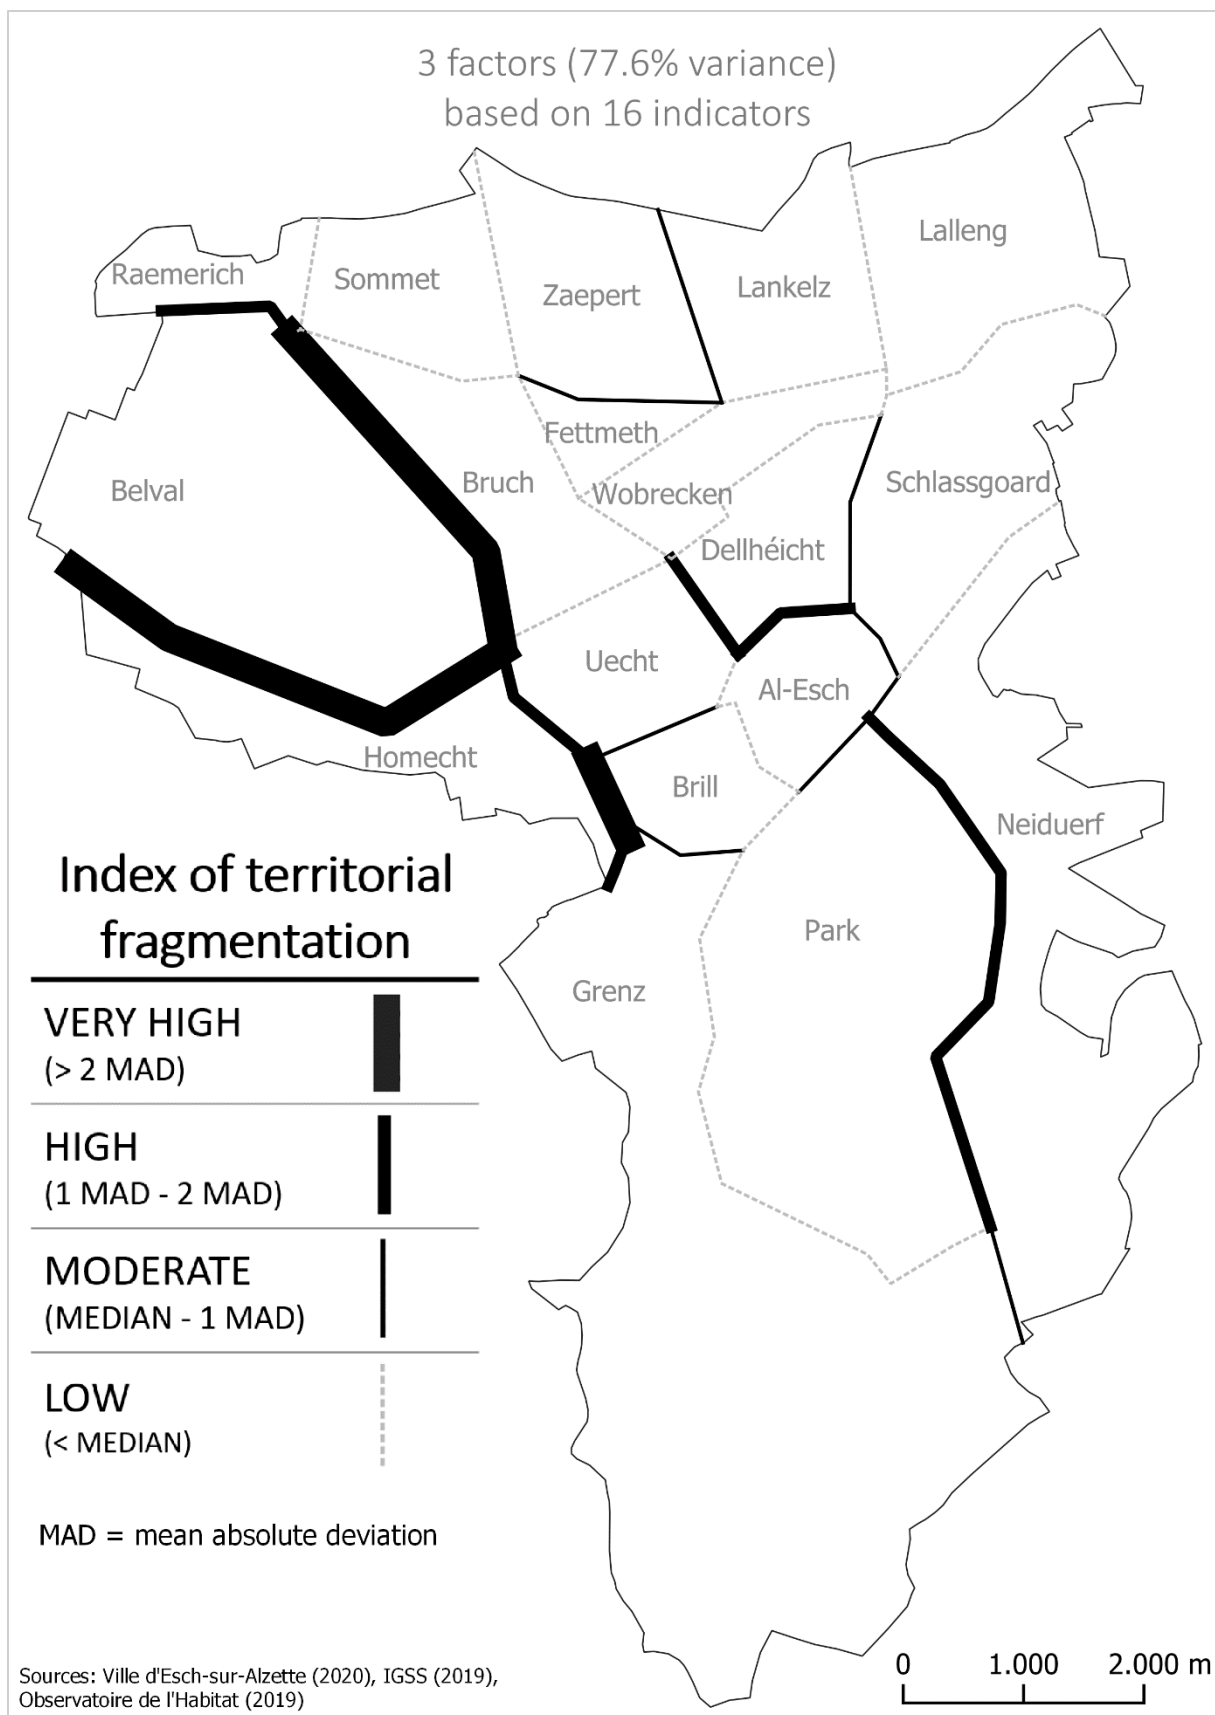 3 factors (77.6% variance)
based on 16 indicators
Lalleng
Raemerich
Sommet
Zaepert
Lankelz
Fettmeth
Belval
Bruch
Wobrecken
Schlassgoard
Dellhéicht
Uecht
Al-Esch
Homecht
Brill
Neiduerf
Park
Grenz
Index of territorial
fragmentation
VERY HIGH
(> 2 MAD)
HIGH
(1 MAD - 2 MAD)
MODERATE
(MEDIAN - 1 MAD)
LOW
(< MEDIAN)
MAD = mean absolute deviation
Sources: Ville d'Esch-sur-Alzette (2020), IGSS (2019),
Observatoire de l'Habitat (2019)
0 1.000 2.000 m